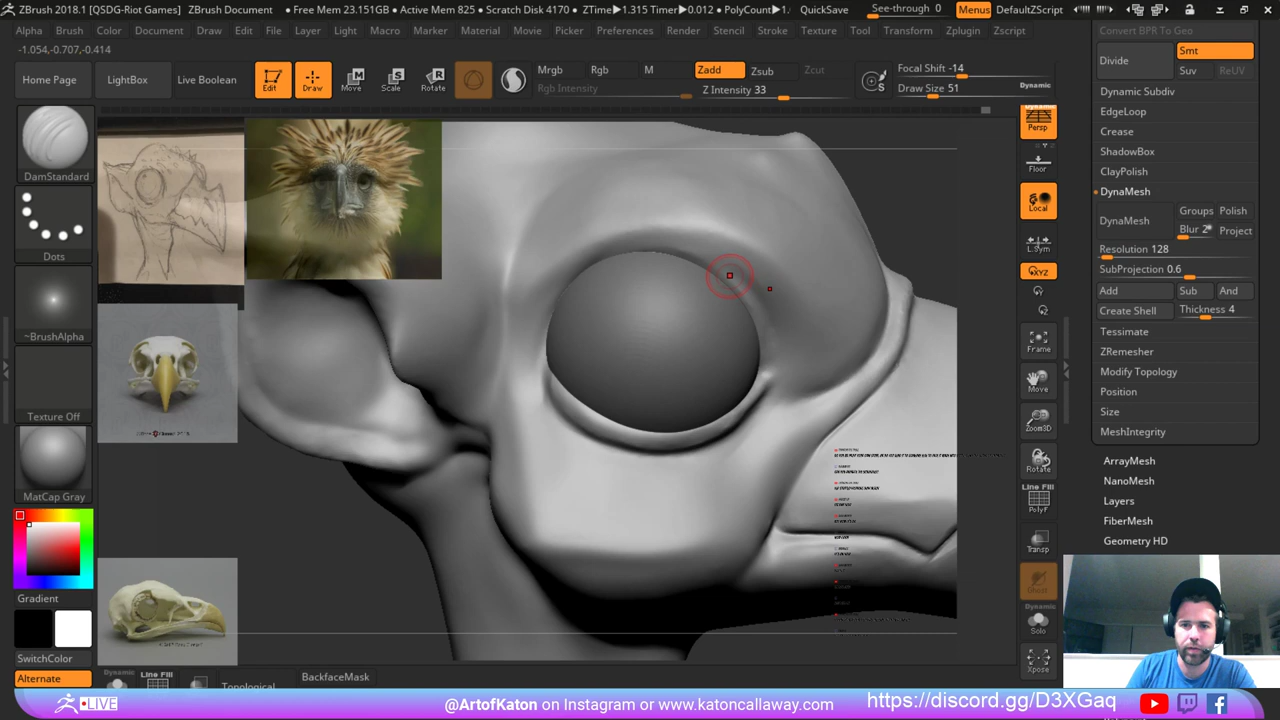 ZBrush 2018.1 [QSDG-Riot Games] ZBrush Document • Free Mem 23.151GB • Active Mem 825 • Scratch Disk 4170 • ZTime▶1.315 Timer▶0.012 • PolyCount▶1. QuickSave See-through 0 Menus DefaultZScript
Alpha Brush Color Document Draw Edit File Layer Light Macro Marker Material Movie Picker Preferences Render Stencil Stroke Texture Tool Transform Zplugin Zscript
-1.054,-0.707,-0.414
Home Page LightBox Live Boolean Edit Draw Move Scale Rotate
Mrgb Rgb M Zadd Zsub Zcut Focal Shift -14
Rgb Intensity Z Intensity 33 Draw Size 51 Dynamic
DamStandard
Dots
~BrushAlpha
Texture Off
MatCap Gray
Gradient
SwitchColor
Alternate
Dynamic Line Fill
Topological
BackfaceMask
Dynamic
Persp
Floor
Local
L.Sym
XYZ
Frame
Move
Zoom3D
Rotate
Line Fill
PolyF
Transp
Ghost
Dynamic
Solo
Xpose
Convert BPR To Geo
Divide Smt
Suv ReUV
Dynamic Subdiv
EdgeLoop
Crease
ShadowBox
ClayPolish
DynaMesh
DynaMesh Groups Polish
Blur 2 Project
Resolution 128
SubProjection 0.6
Add Sub And
Create Shell Thickness 4
Tessimate
ZRemesher
Modify Topology
Position
Size
MeshIntegrity
ArrayMesh
NanoMesh
Layers
FiberMesh
Geometry HD
LIVE
@ArtofKaton on Instagram or www.katoncallaway.com
https://discord.gg/D3XGaq